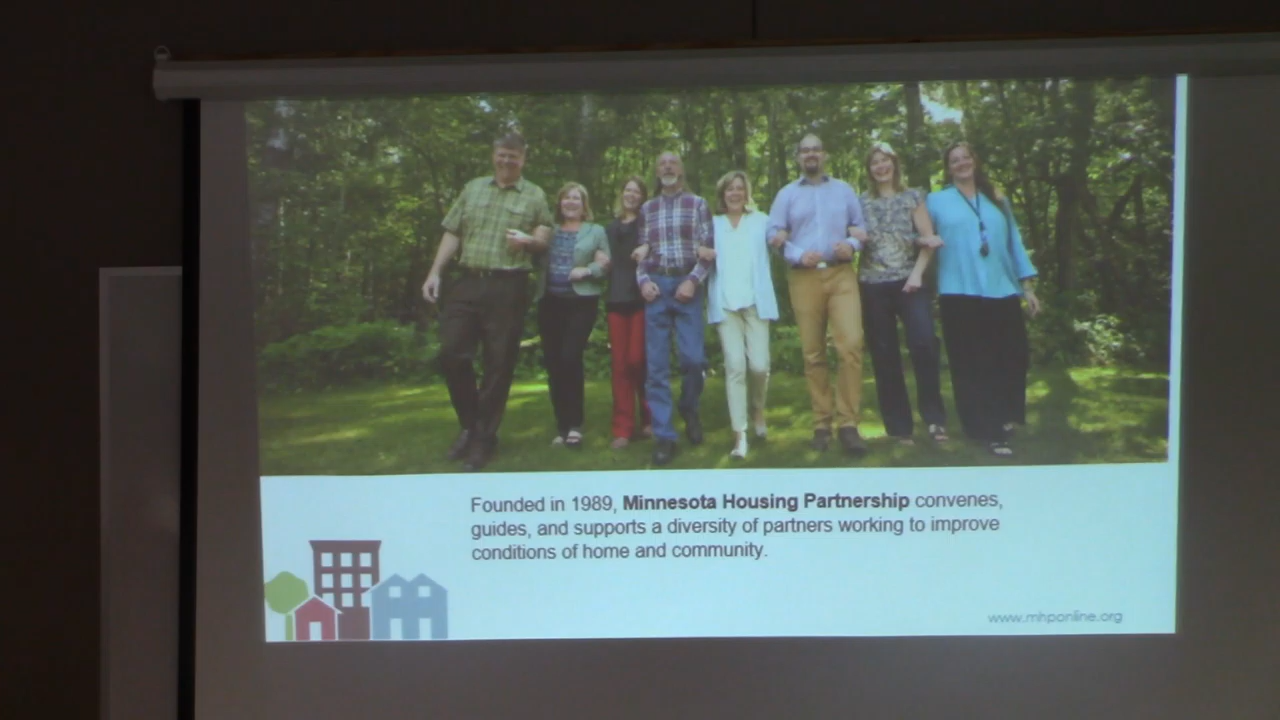 Founded in 1989, Minnesota Housing Partnership convenes,
guides, and supports a diversity of partners working to improve
conditions of home and community.
www.mhponline.org